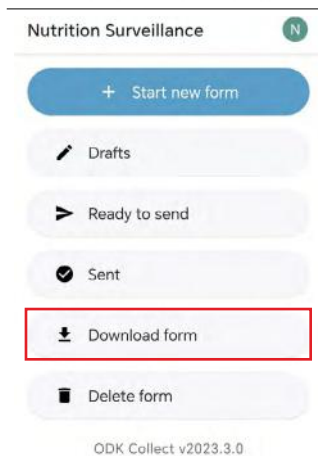 Nutrition Surveillance N
+ Start new form
Drafts
Ready to send
Sent
Download form
Delete form
ODK Collect v2023.3.0